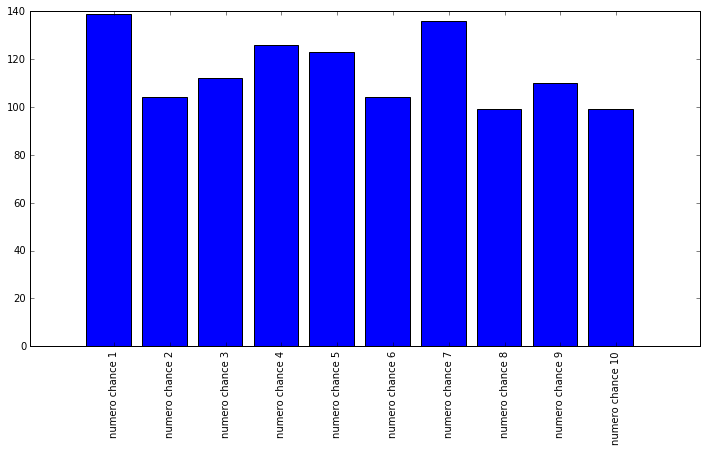 140
120
100
80
60
40
20
0
numero chance 1
numero chance 2
numero chance 3
numero chance 4
numero chance 5
numero chance 6
numero chance 7
numero chance 8
numero chance 9
numero chance 10